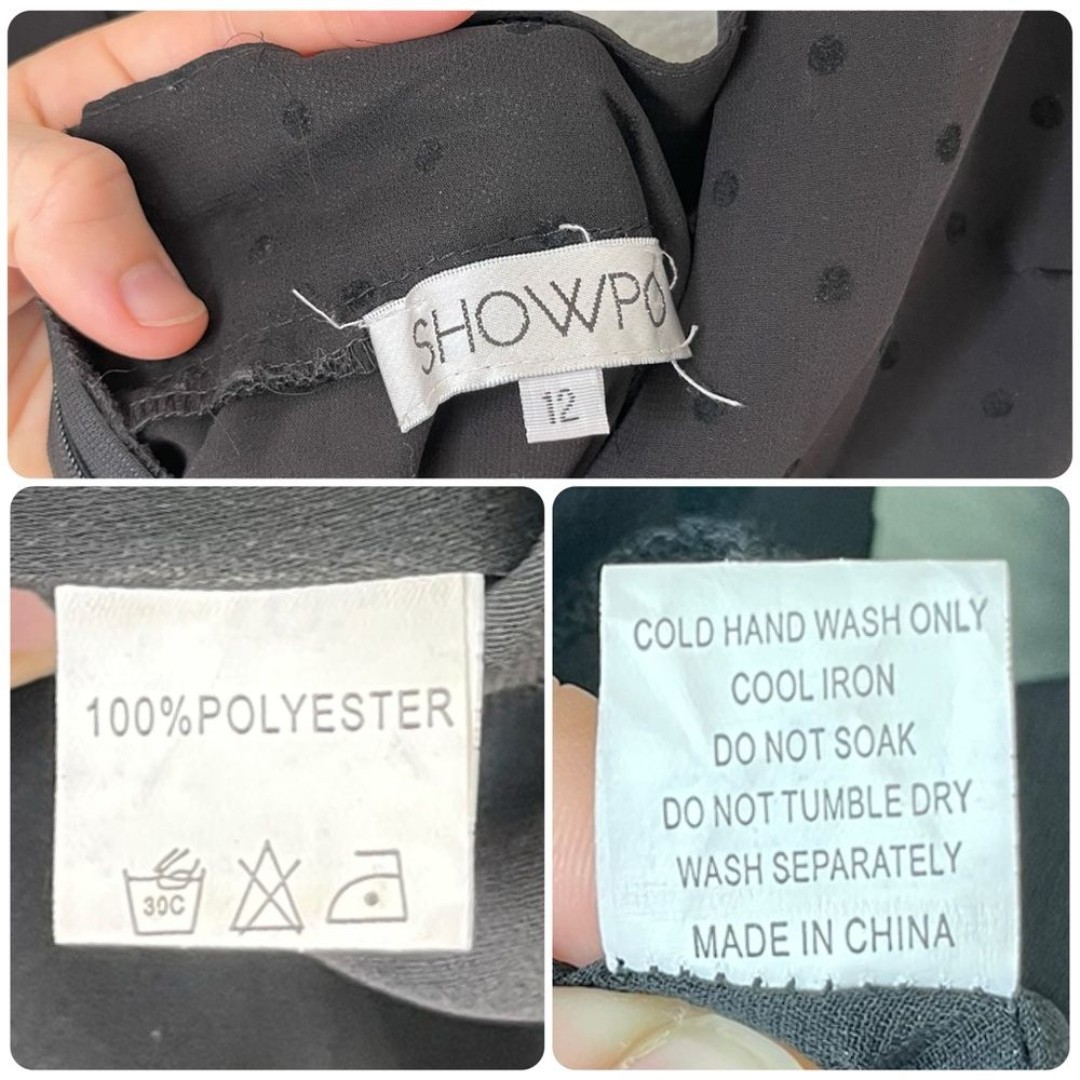 SHOWPO
12
100%POLYESTER
30C
COLD HAND WASH ONLY
COOL IRON
DO NOT SOAK
DO NOT TUMBLE DRY
WASH SEPARATELY
MADE IN CHINA